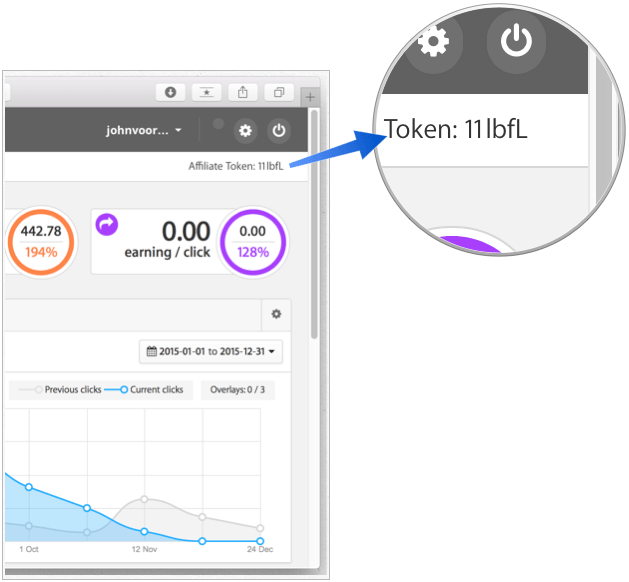 johnvoor...
Affiliate Token: 11lbfL
Token: 11lbfL
442.78
194%
0.00
earning / click
0.00
128%
2015-01-01 to 2015-12-31
Previous clicks
Current clicks
Overlays: 0 / 3
1 Oct
12 Nov
24 Dec